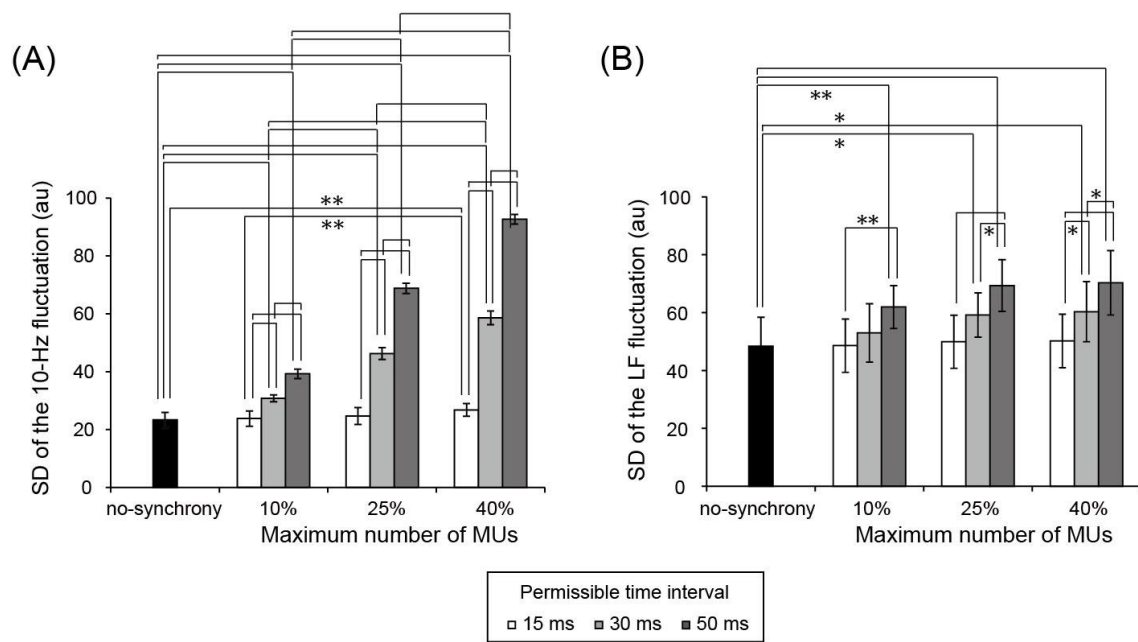 (A)
SD of the 10-Hz fluctuation (au)
100
80
60
40
20
0
**
**
no-synchrony 10% 25% 40%
Maximum number of MUs
(B)
SD of the LF fluctuation (au)
100
80
60
40
20
0
**
*
*
**
*
*
*
no-synchrony 10% 25% 40%
Maximum number of MUs
Permissible time interval
15 ms 30 ms 50 ms